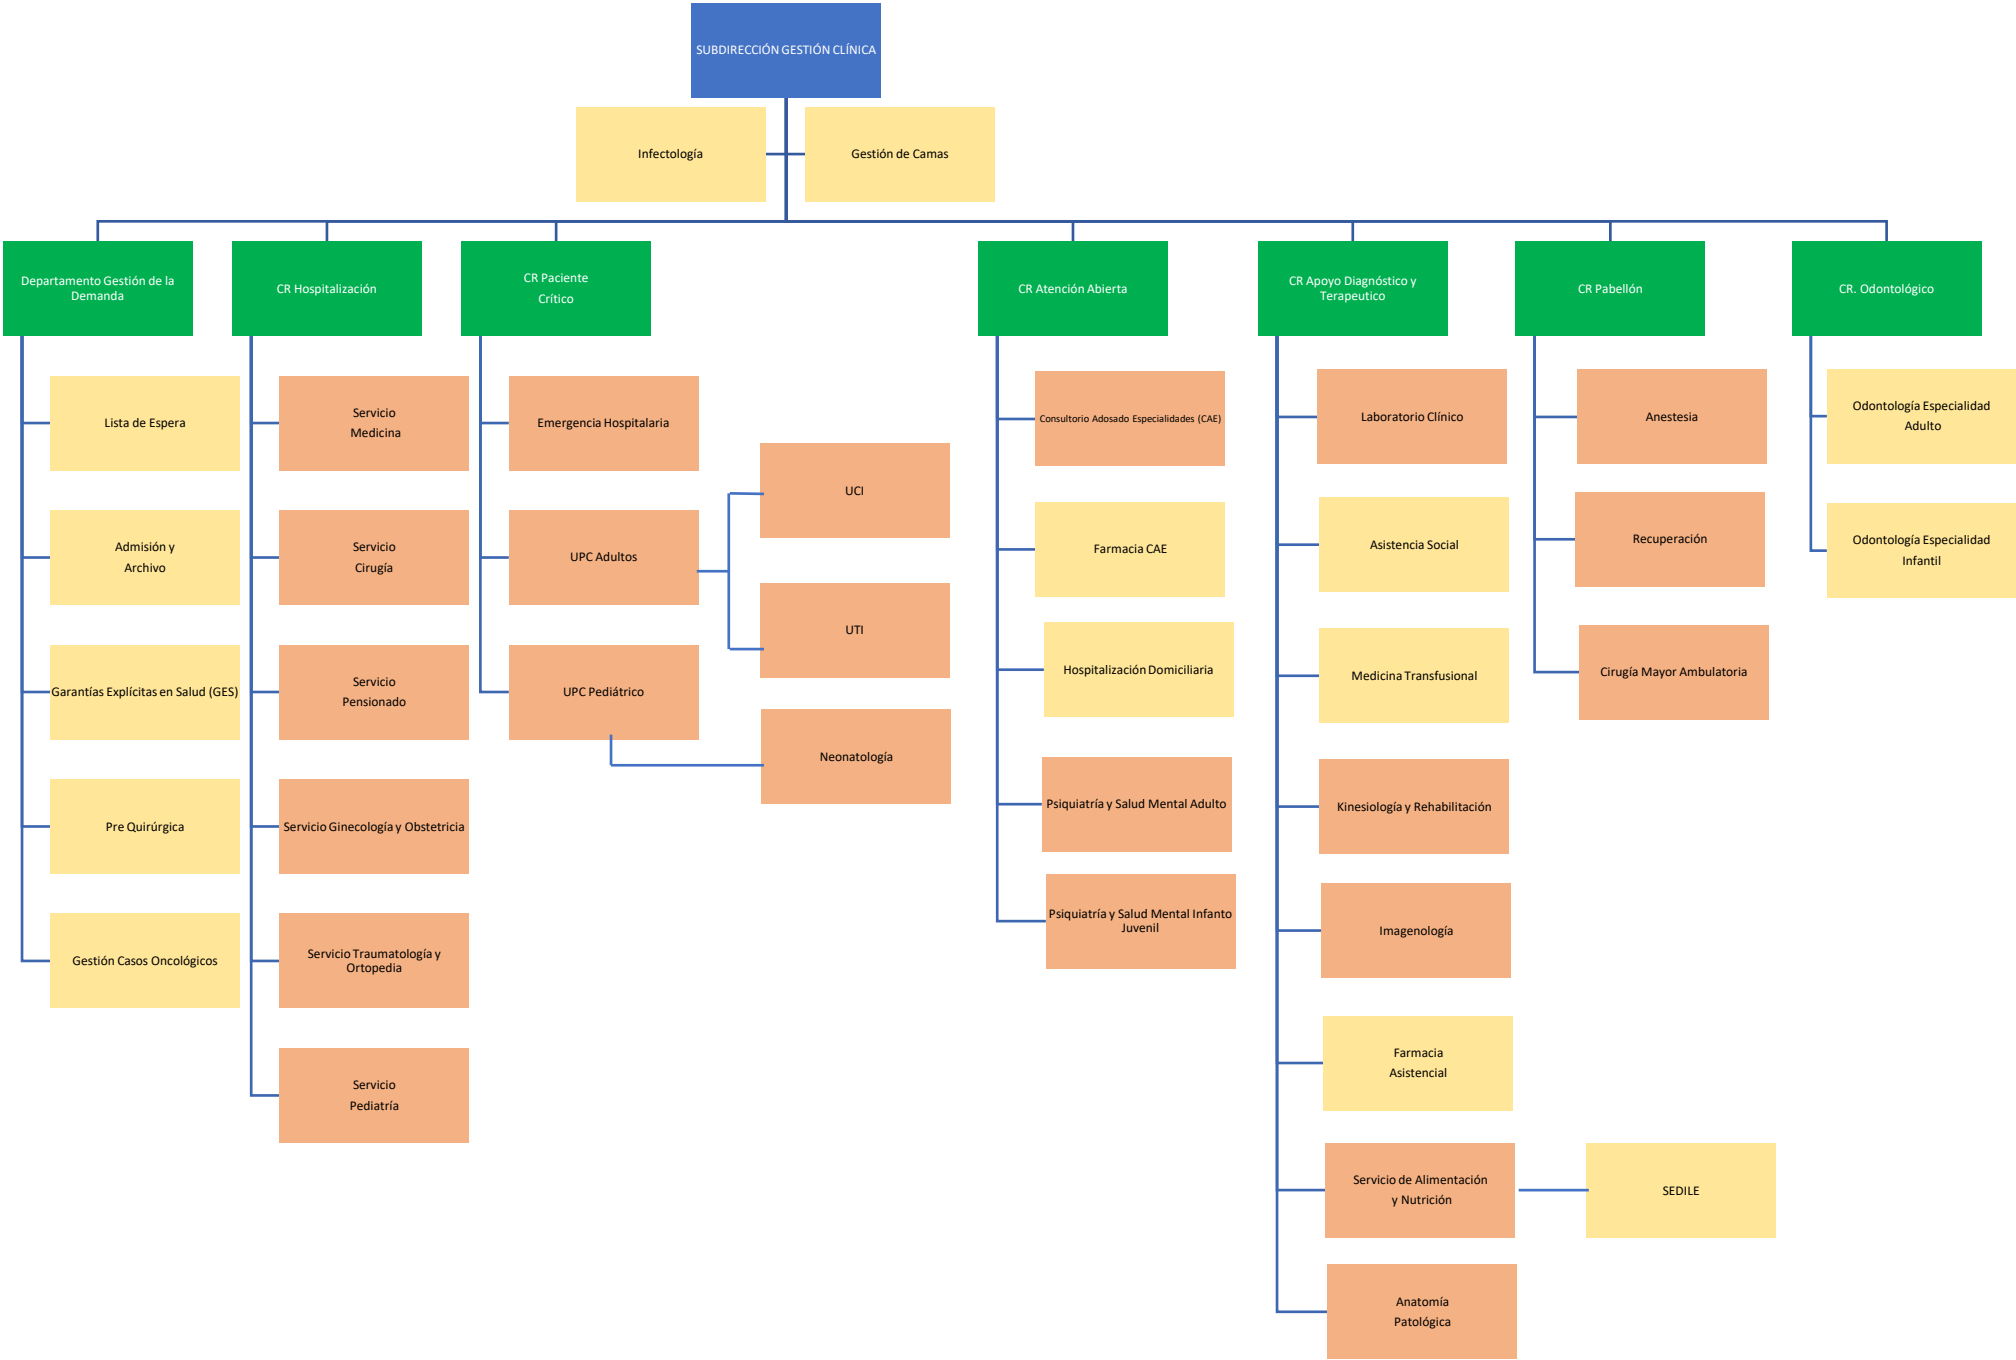 SUBDIRECCIÓN GESTIÓN CLÍNICA
Infectología
Gestión de Camas
Departamento Gestión de la
Demanda
Lista de Espera
Admisión y
Archivo
Garantías Explícitas en Salud (GES)
Pre Quirúrgica
Gestión Casos Oncológicos
CR Hospitalización
Servicio
Medicina
Servicio
Cirugía
Servicio
Pensionado
Servicio Ginecología y Obstetricia
Servicio Traumatología y
Ortopedia
Servicio
Pediatría
CR Paciente
Crítico
Emergencia Hospitalaria
UPC Adultos
UCI
UTI
UPC Pediátrico
Neonatología
CR Atención Abierta
Consultorio Adosado Especialidades (CAE)
Farmacia CAE
Hospitalización Domiciliaria
Psiquiatría y Salud Mental Adulto
Psiquiatría y Salud Mental Infanto
Juvenil
CR Apoyo Diagnóstico y
Terapeutico
Laboratorio Clínico
Asistencia Social
Medicina Transfusional
Kinesiología y Rehabilitación
Imagenología
Farmacia
Asistencial
Servicio de Alimentación
y Nutrición
SEDILE
Anatomía
Patológica
CR Pabellón
Anestesia
Recuperación
Cirugía Mayor Ambulatoria
CR. Odontológico
Odontología Especialidad
Adulto
Odontología Especialidad
Infantil